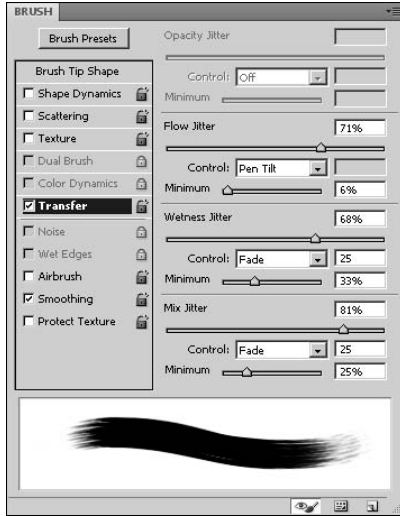 BRUSH
Brush Presets
Brush Tip Shape
Shape Dynamics
Scattering
Texture
Dual Brush
Color Dynamics
Transfer
Noise
Wet Edges
Airbrush
Smoothing
Protect Texture
Opacity Jitter
Control: Off
Minimum
Flow Jitter 71%
Control: Pen Tilt
Minimum 6%
Wetness Jitter 68%
Control: Fade 25
Minimum 33%
Mix Jitter 81%
Control: Fade 25
Minimum 25%